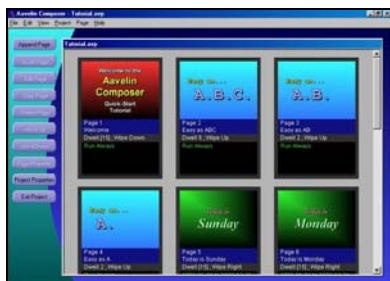 Aavelin Composer - Tutorial.avp
File Edit View Project Page Help
Append Page
Project Properties
Exit Project
Tutorial.avp
Welcome to the
Aavelin
Composer
Quick-Start
Tutorial
Page 1
Welcome
Dwell [15] ; Wipe Down
Run Always
Easy as...
A.B.C.
Page 2
Easy as ABC
Dwell 9 ; Wipe Up
Run Always
Easy as...
A.B.
Page 3
Easy as AB
Dwell 2 ; Wipe Up
Run Always
Easy as...
A.
Page 4
Easy as A
Dwell 2 ; Wipe Up
Today is
Sunday
Page 5
Today is Sunday
Dwell [15] ; Wipe Right
Today is
Monday
Page 6
Today is Monday
Dwell [15] ; Wipe Right